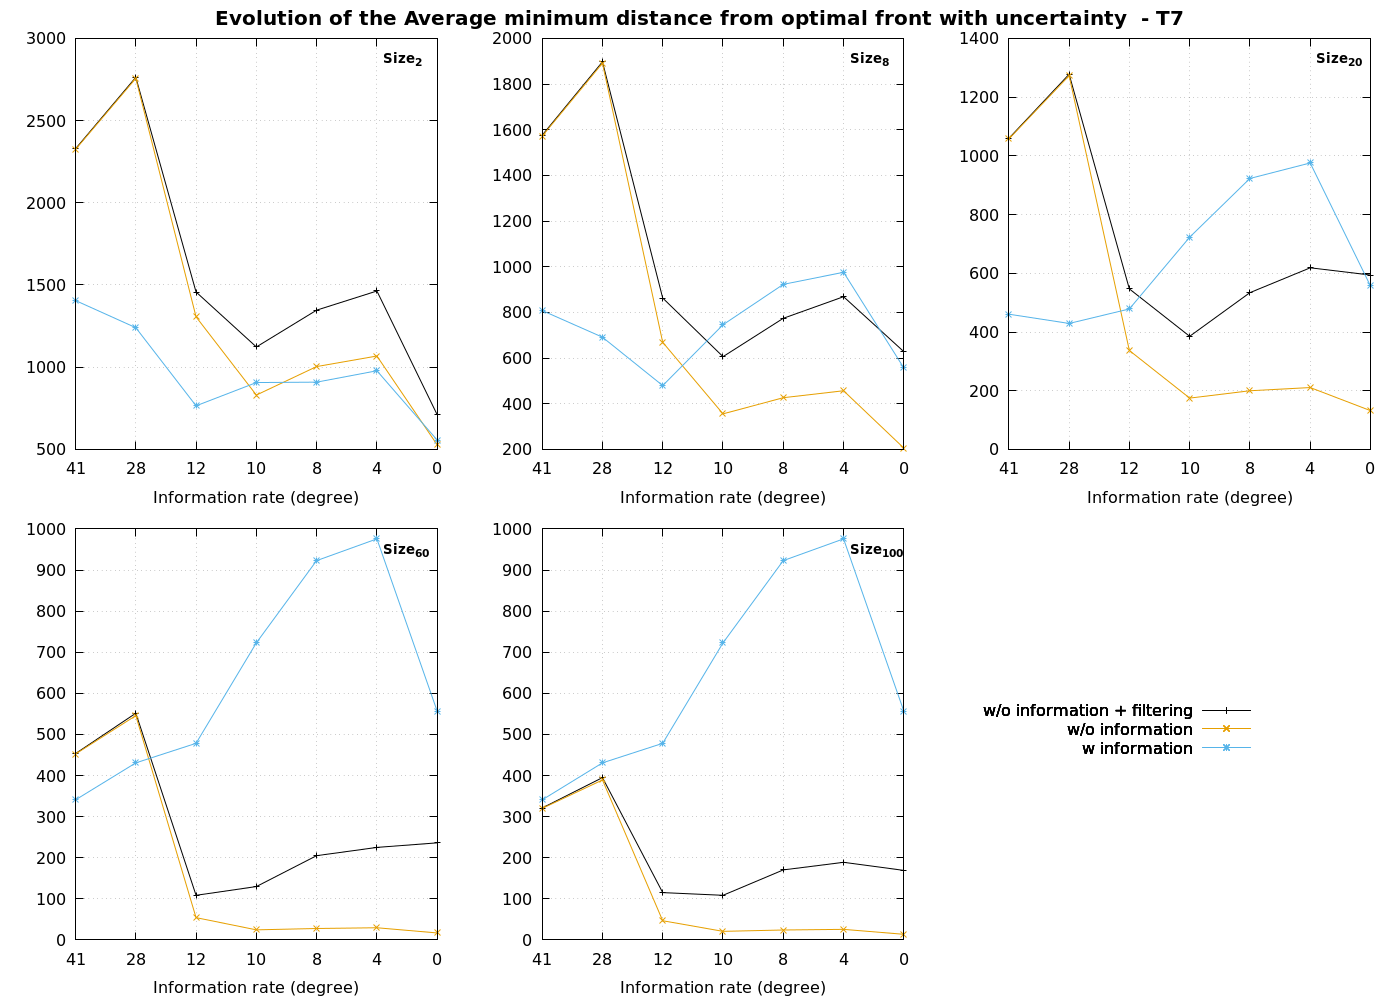 Evolution of the Average minimum distance from optimal front with uncertainty - T7
3000
2500
2000
1500
1000
500
41 28 12 10 8 4 0
Information rate (degree)
Size2
2000
1800
1600
1400
1200
1000
800
600
400
200
41 28 12 10 8 4 0
Information rate (degree)
Size8
1400
1200
1000
800
600
400
200
0
41 28 12 10 8 4 0
Information rate (degree)
Size20
1000
900
800
700
600
500
400
300
200
100
0
41 28 12 10 8 4 0
Information rate (degree)
Size60
1000
900
800
700
600
500
400
300
200
100
0
41 28 12 10 8 4 0
Information rate (degree)
Size100
w/o information + filtering
w/o information
w information